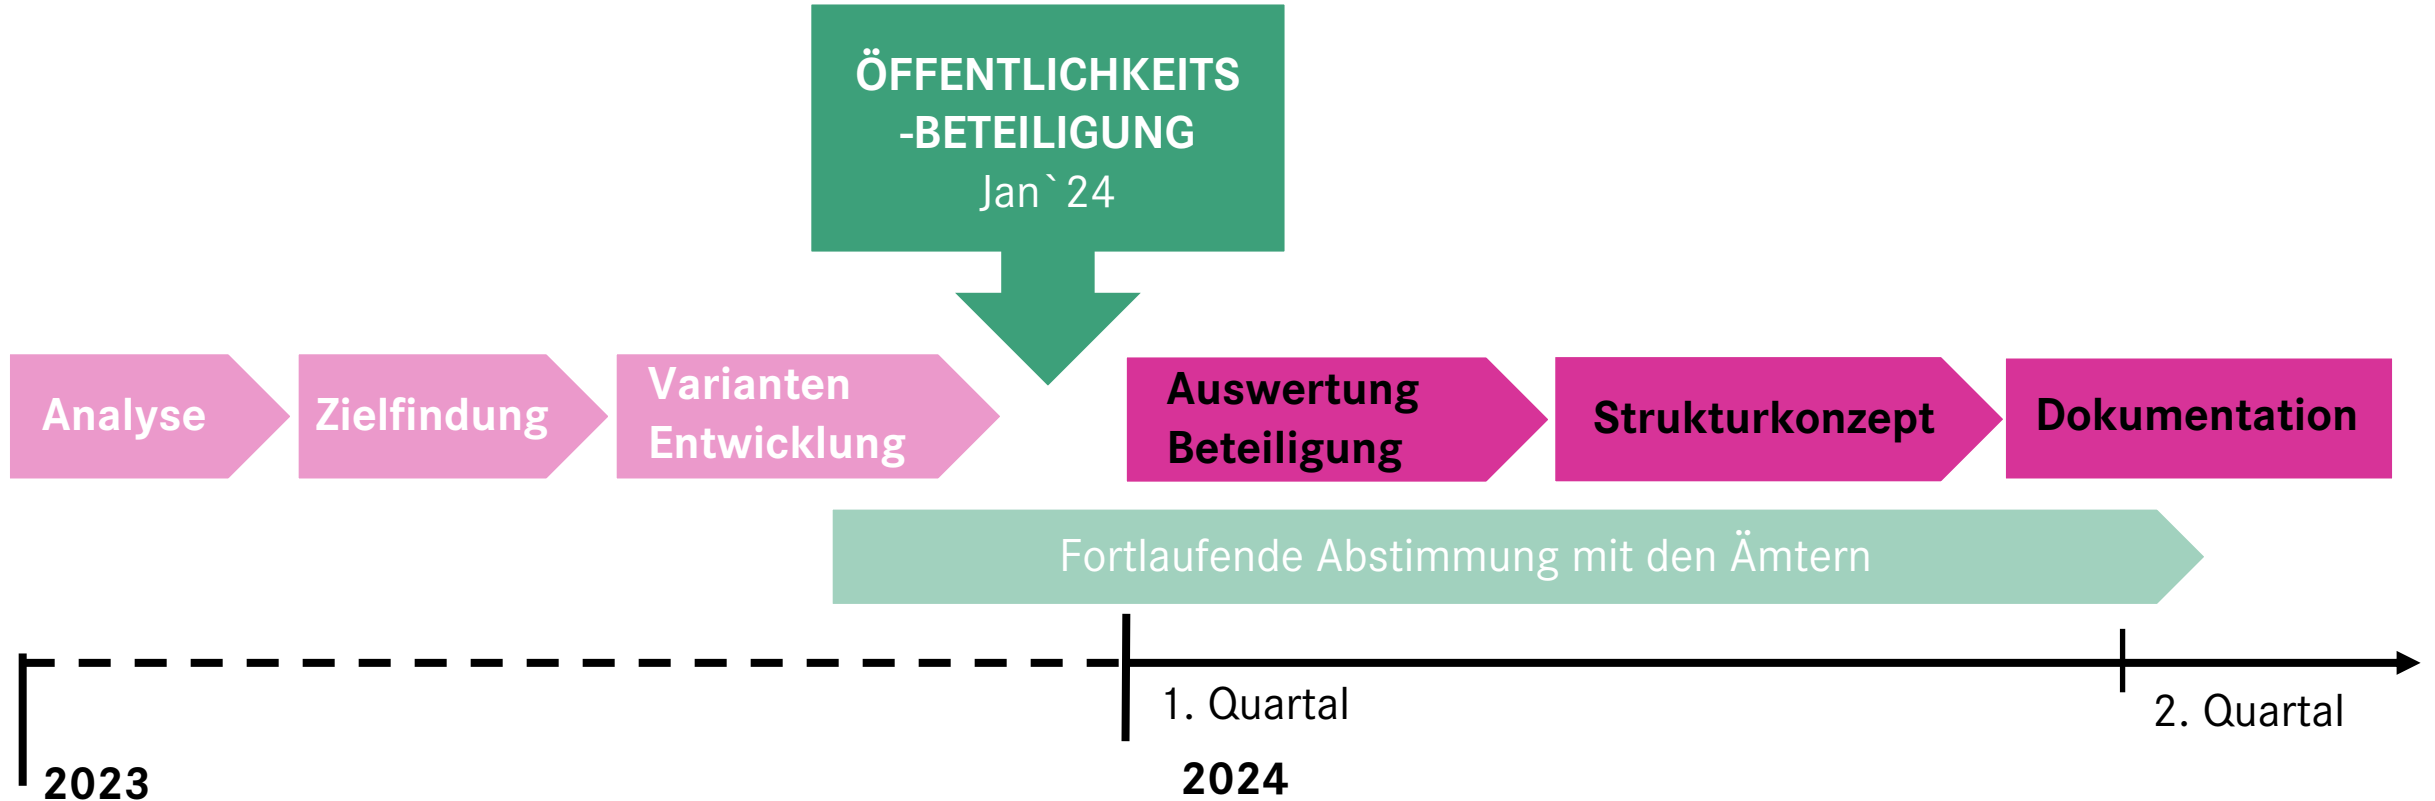 ÖFFENTLICHKEITS
-BETEILIGUNG
Jan`24
Analyse
Zielfindung
Varianten
Entwicklung
Auswertung
Beteiligung
Strukturkonzept
Dokumentation
Fortlaufende Abstimmung mit den Ämtern
1. Quartal
2. Quartal
2023
2024